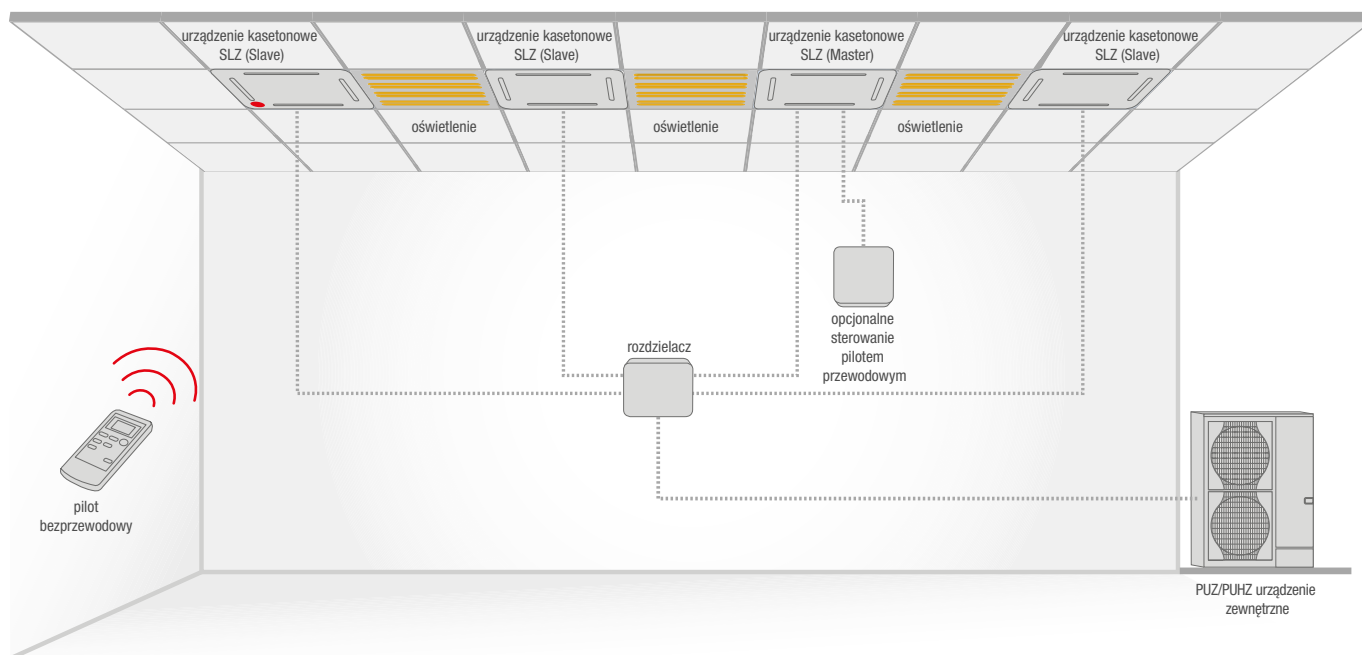 urządzenie kasetonowe
SLZ (Slave)
urządzenie kasetonowe
SLZ (Slave)
urządzenie kasetonowe
SLZ (Master)
urządzenie kasetonowe
SLZ (Slave)
oświetlenie
oświetlenie
oświetlenie
opcjonalne
sterowanie
pilotem
przewodowym
rozdzielacz
pilot
bezprzewodowy
PUZ/PUHZ urządzenie
zewnętrzne